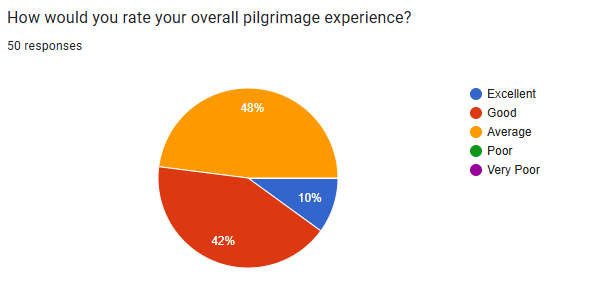 How would you rate your overall pilgrimage experience?
50 responses
48%
10%
42%
Excellent
Good
Average
Poor
Very Poor